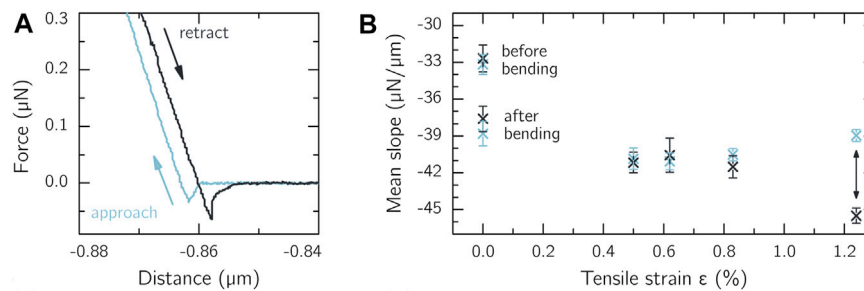 A
Force (µN)
0.3
0.2
0.1
0.0
retract
approach
-0.88
-0.86
-0.84
Distance (µm)
B
Mean slope (µN/µm)
-29
-33
-36
-39
-42
-45
before
bending
after
bending
0.0
0.2
0.4
0.6
0.8
1.0
1.2
Tensile strain ε (%)